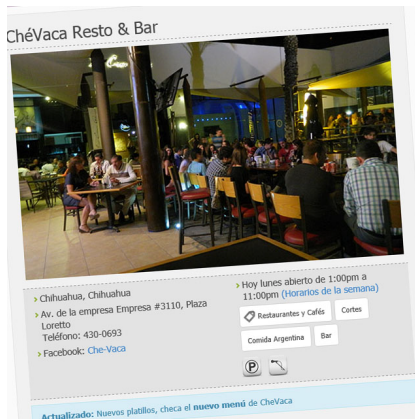 ChéVaca Resto & Bar
Chihuahua, Chihuahua
Av. de la empresa Empresa #3110, Plaza
Loretto
Teléfono: 430-0693
Facebook: Che-Vaca
Hoy lunes abierto de 1:00pm a
11:00pm (Horarios de la semana)
Restaurantes y Cafés
Cortes
Comida Argentina
Bar
P
Actualizado: Nuevos platillos, checa el nuevo menú de CheVaca